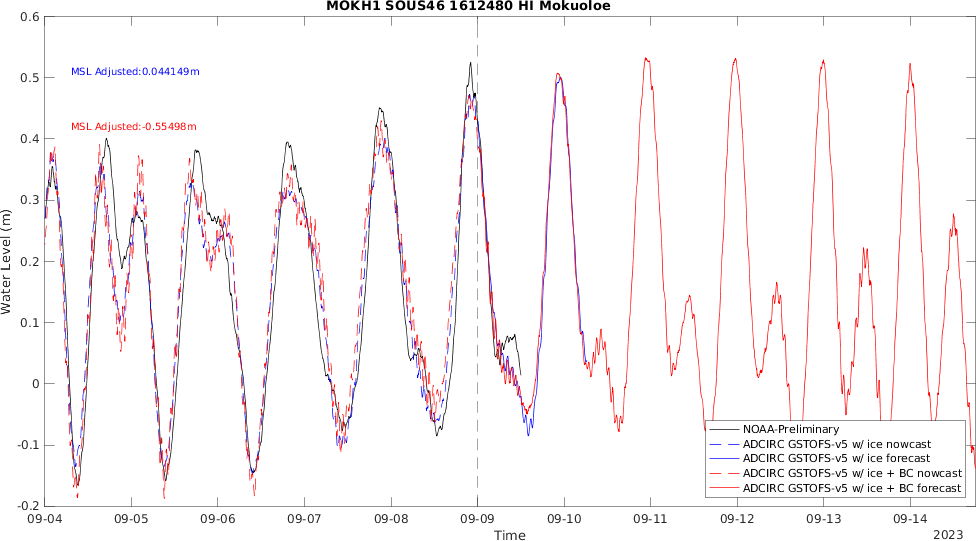 MOKH1 SOUS46 1612480 HI Mokuoloe
0.6
0.5
0.4
0.3
0.2
0.1
0
-0.1
-0.2
Water Level (m)
MSL Adjusted:0.044149m
MSL Adjusted:-0.55498m
NOAA-Preliminary
ADCIRC GSTOFS-v5 w/ ice nowcast
ADCIRC GSTOFS-v5 w/ ice forecast
ADCIRC GSTOFS-v5 w/ ice + BC nowcast
ADCIRC GSTOFS-v5 w/ ice + BC forecast
09-04 09-05 09-06 09-07 09-08 09-09 09-10 09-11 09-12 09-13 09-14
Time
2023